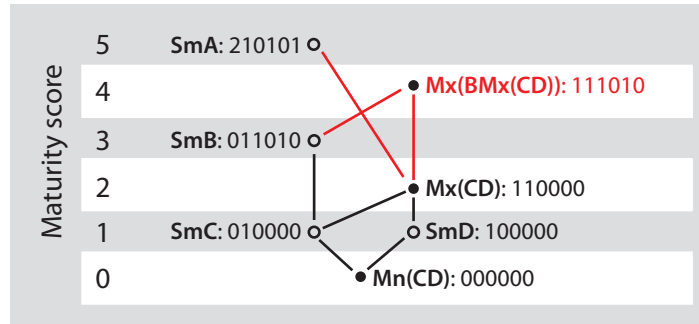 Maturity score
5 SmA: 210101
4 Mx(BMx(CD)): 111010
3 SmB: 011010
2 Mx(CD): 110000
1 SmC: 010000 SmD: 100000
0 Mn(CD): 000000